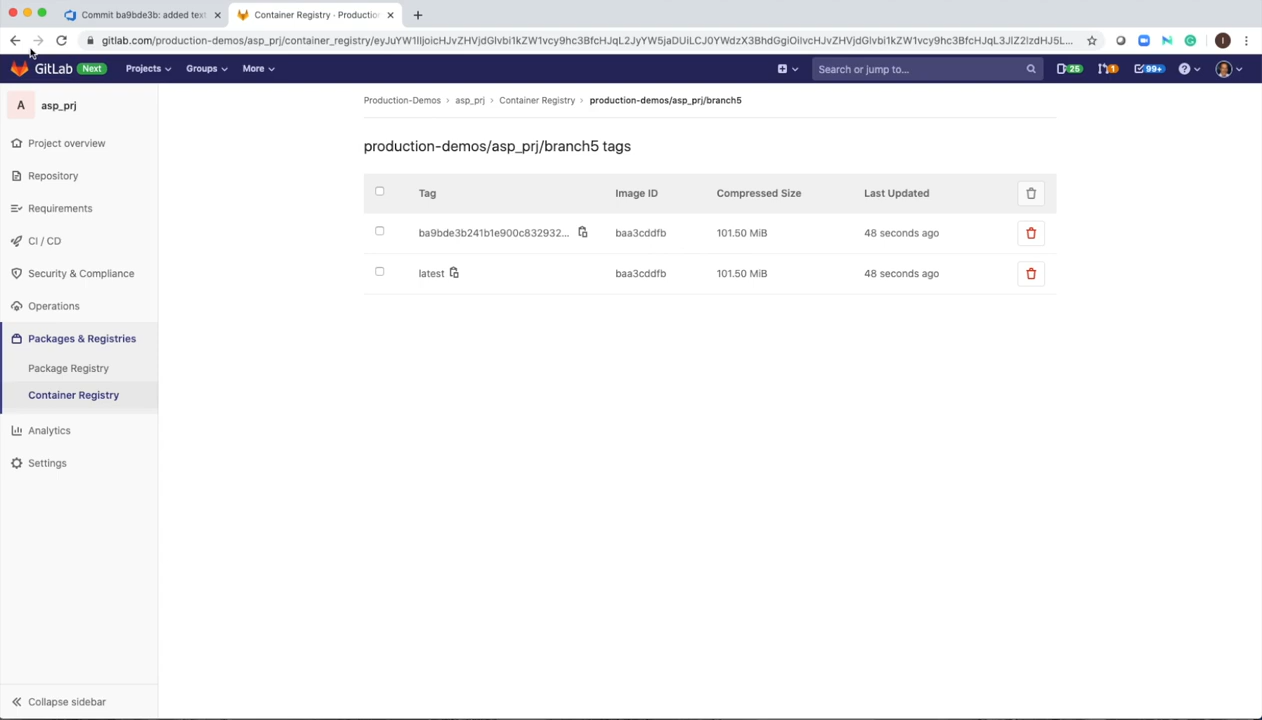 Commit ba9bde3b: added text
Container Registry · Productio
gitlab.com/production-demos/asp_prj/container_registry/
GitLab Next Projects Groups More Search or jump to... 25 1 99+ I
A asp_prj
Project overview
Repository
Requirements
CI / CD
Security & Compliance
Operations
Packages & Registries
Package Registry
Container Registry
Analytics
Settings
Collapse sidebar
Production-Demos › asp_prj › Container Registry › production-demos/asp_prj/branch5
production-demos/asp_prj/branch5 tags
Tag Image ID Compressed Size Last Updated
ba9bde3b241b1e900c832932... baa3cddfb 101.50 MiB 48 seconds ago
latest baa3cddfb 101.50 MiB 48 seconds ago